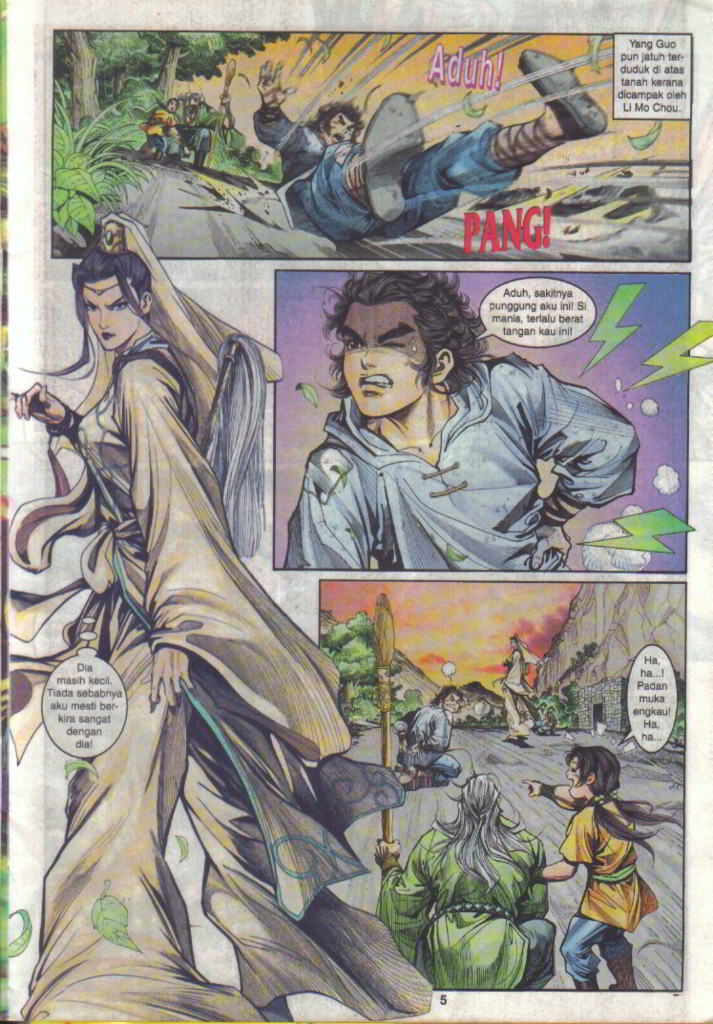 Aduh!
Yang Guo
pun jatuh ter-
duduk di atas
tanah kerana
dicampak oleh
Li Mo Chou.
PANG!
Aduh, sakitnya
punggung aku ini! Si
manis, terlalu berat
tangan kau ini!
Dia
masih kecil.
Tiada sebabnya
aku mesti ber-
kira sangat
dengan
dia!
Ha,
ha...!
Padan
muka
engkau!
Ha,
ha...
5